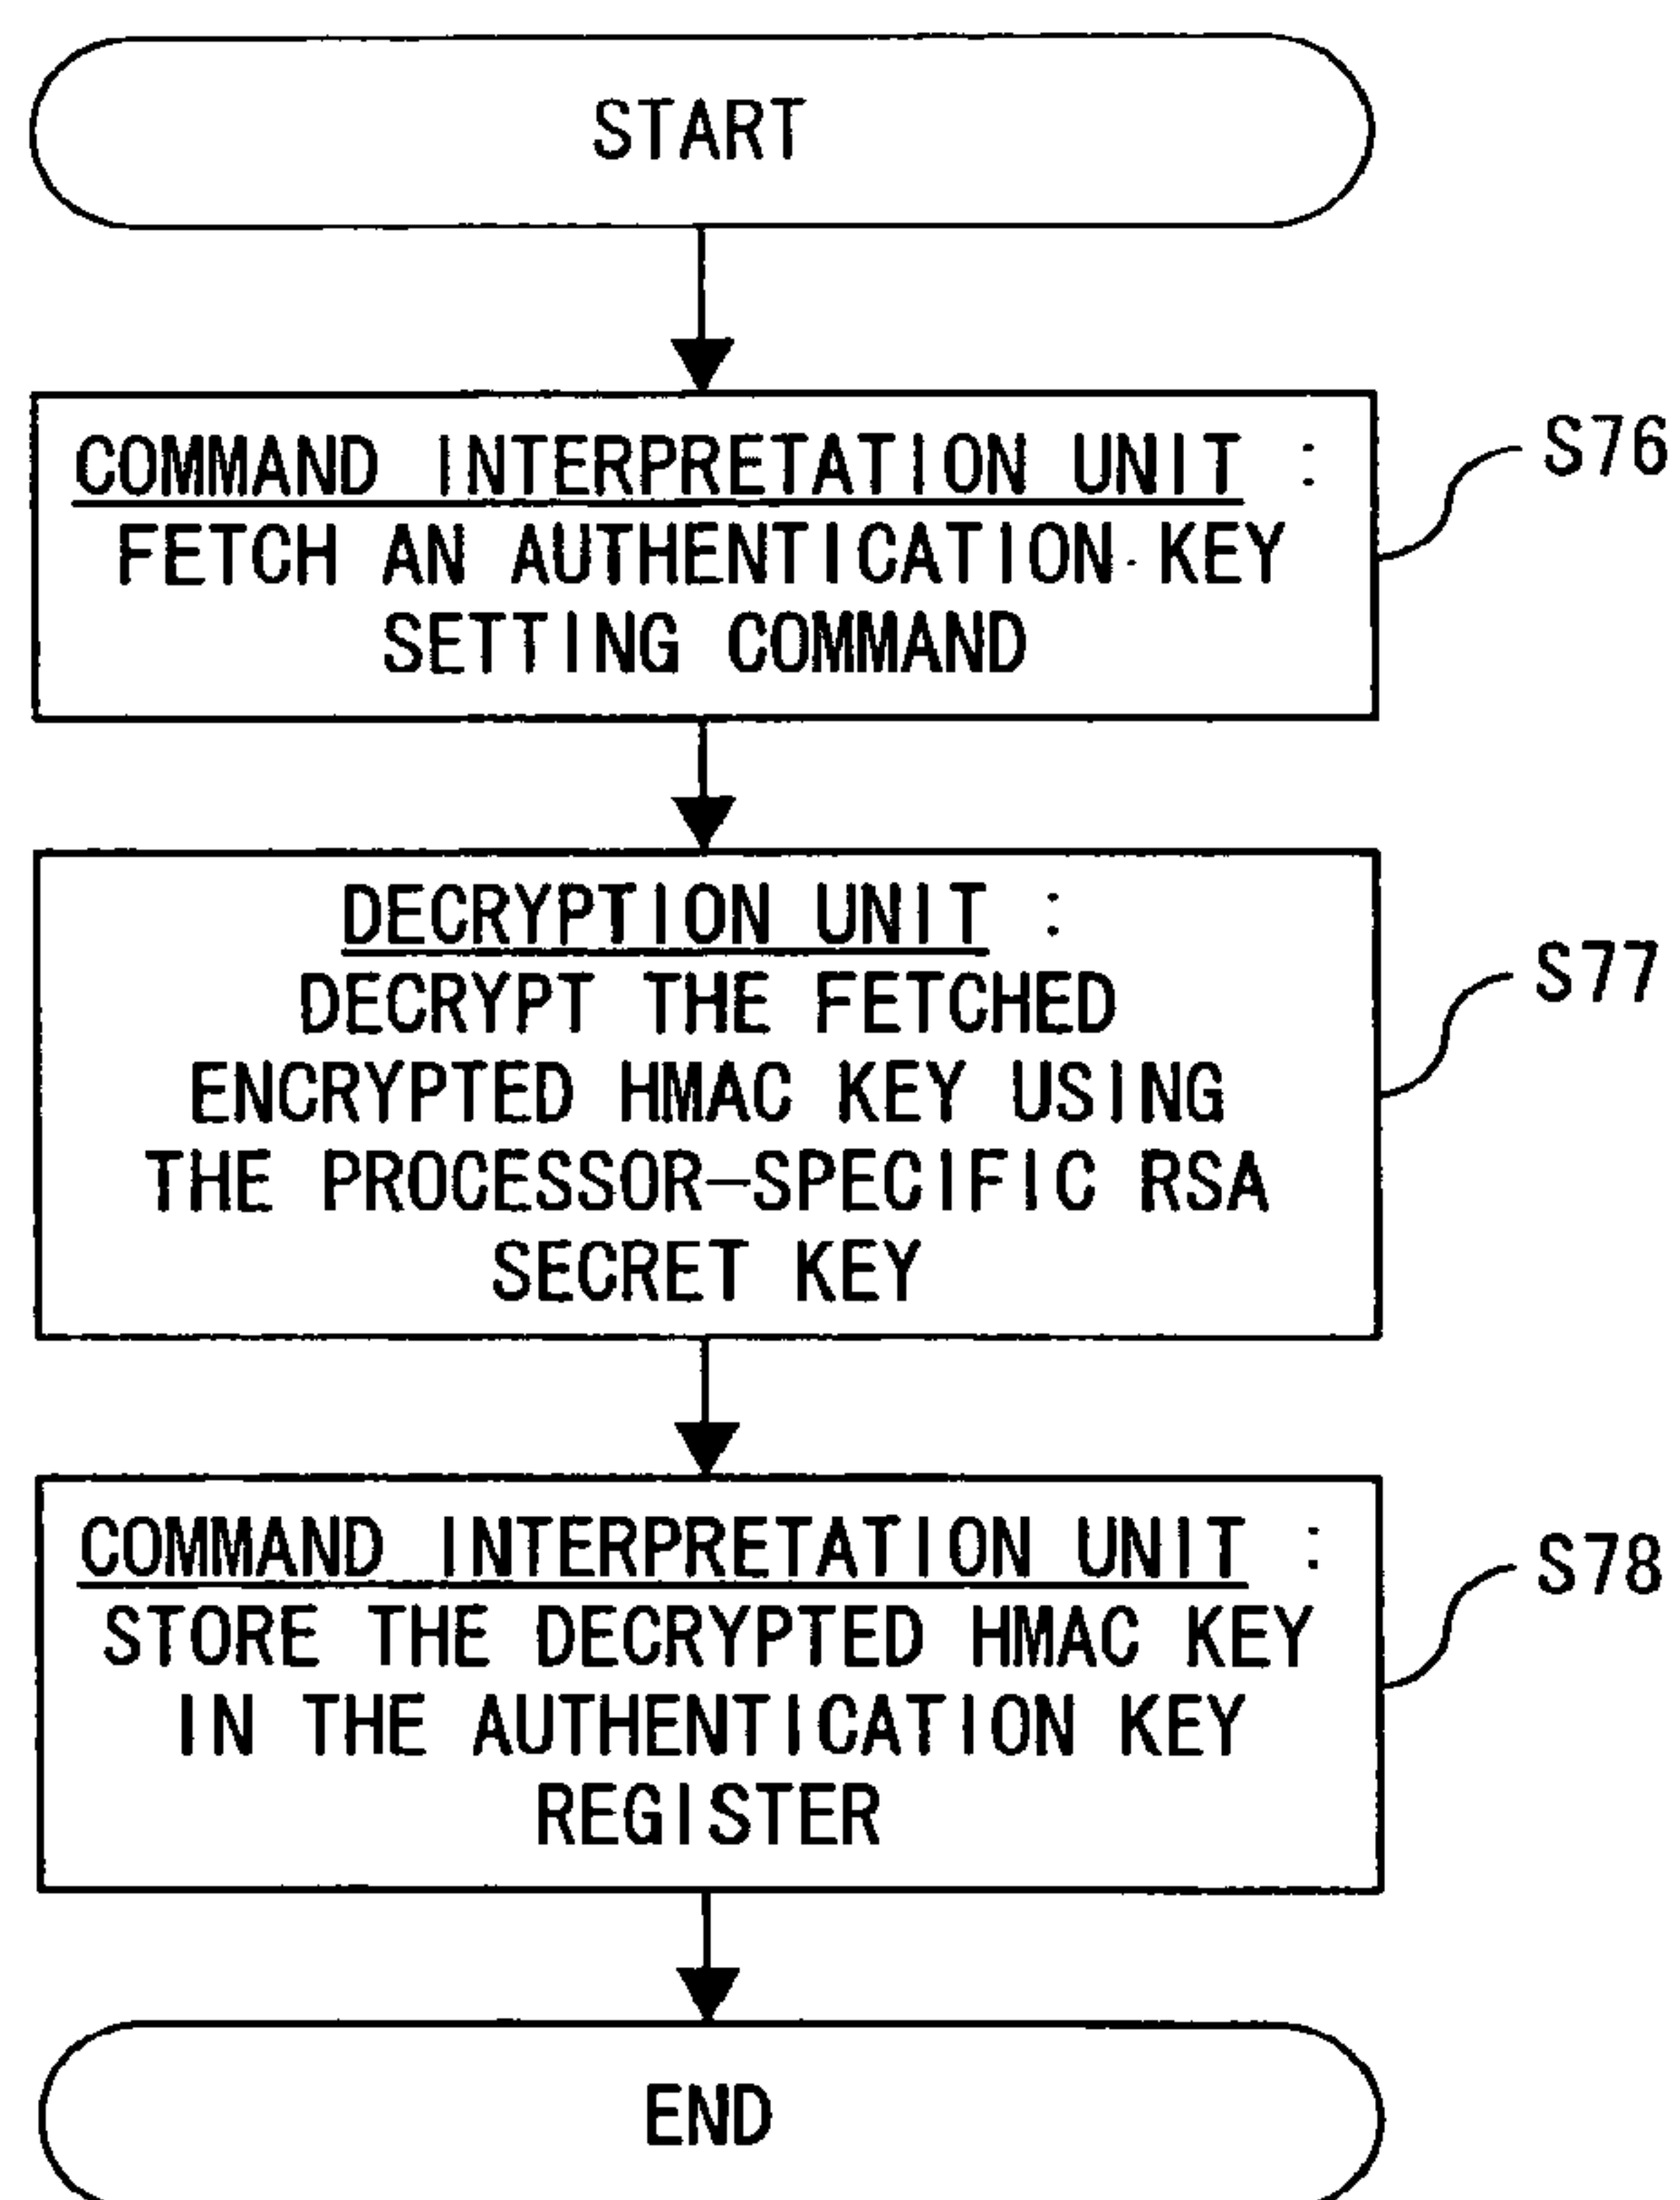 START
COMMAND INTERPRETATION UNIT :
FETCH AN AUTHENTICATION KEY
SETTING COMMAND
S76
DECRYPTION UNIT :
DECRYPT THE FETCHED
ENCRYPTED HMAC KEY USING
THE PROCESSOR-SPECIFIC RSA
SECRET KEY
S77
COMMAND INTERPRETATION UNIT :
STORE THE DECRYPTED HMAC KEY
IN THE AUTHENTICATION KEY
REGISTER
S78
END